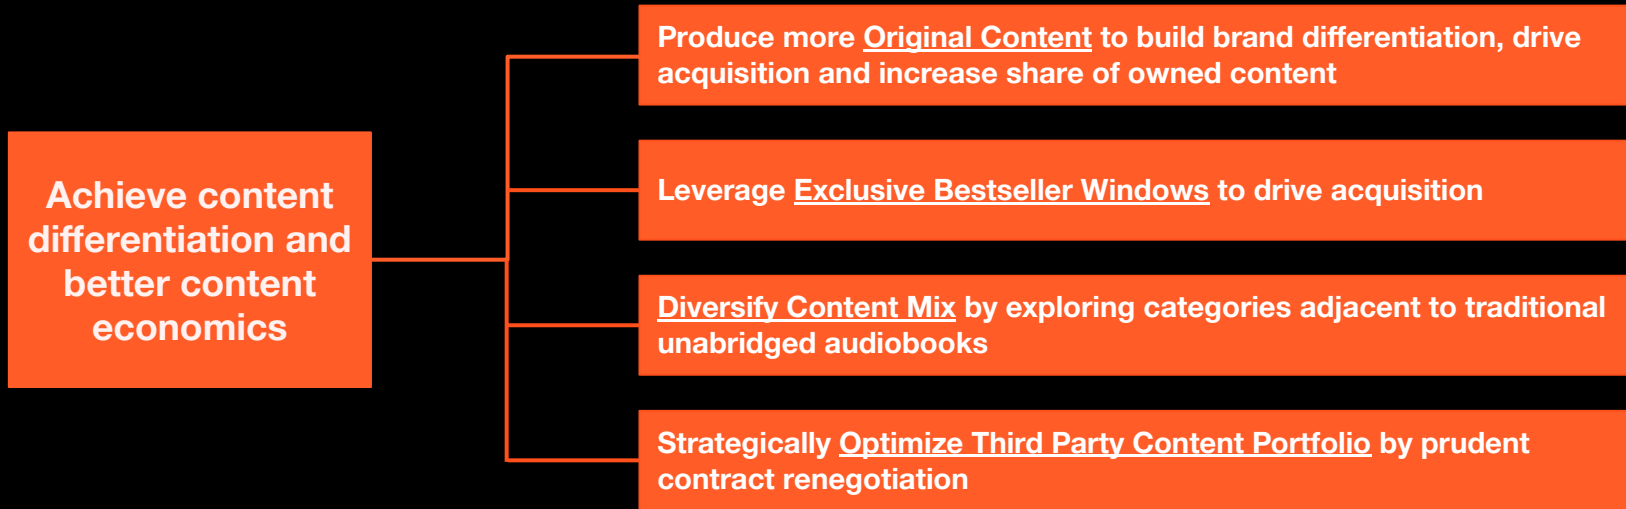 Achieve content
differentiation and
better content
economics
Produce more Original Content to build brand differentiation, drive
acquisition and increase share of owned content
Leverage Exclusive Bestseller Windows to drive acquisition
Diversify Content Mix by exploring categories adjacent to traditional
unabridged audiobooks
Strategically Optimize Third Party Content Portfolio by prudent
contract renegotiation